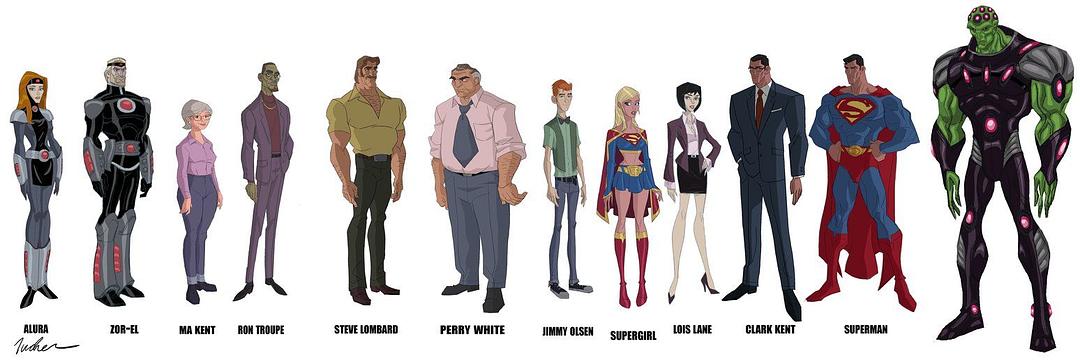 ALURA
ZOR-EL
MA KENT
RON TROUPE
STEVE LOMBARD
PERRY WHITE
JIMMY OLSEN
SUPERGIRL
LOIS LANE
CLARK KENT
SUPERMAN